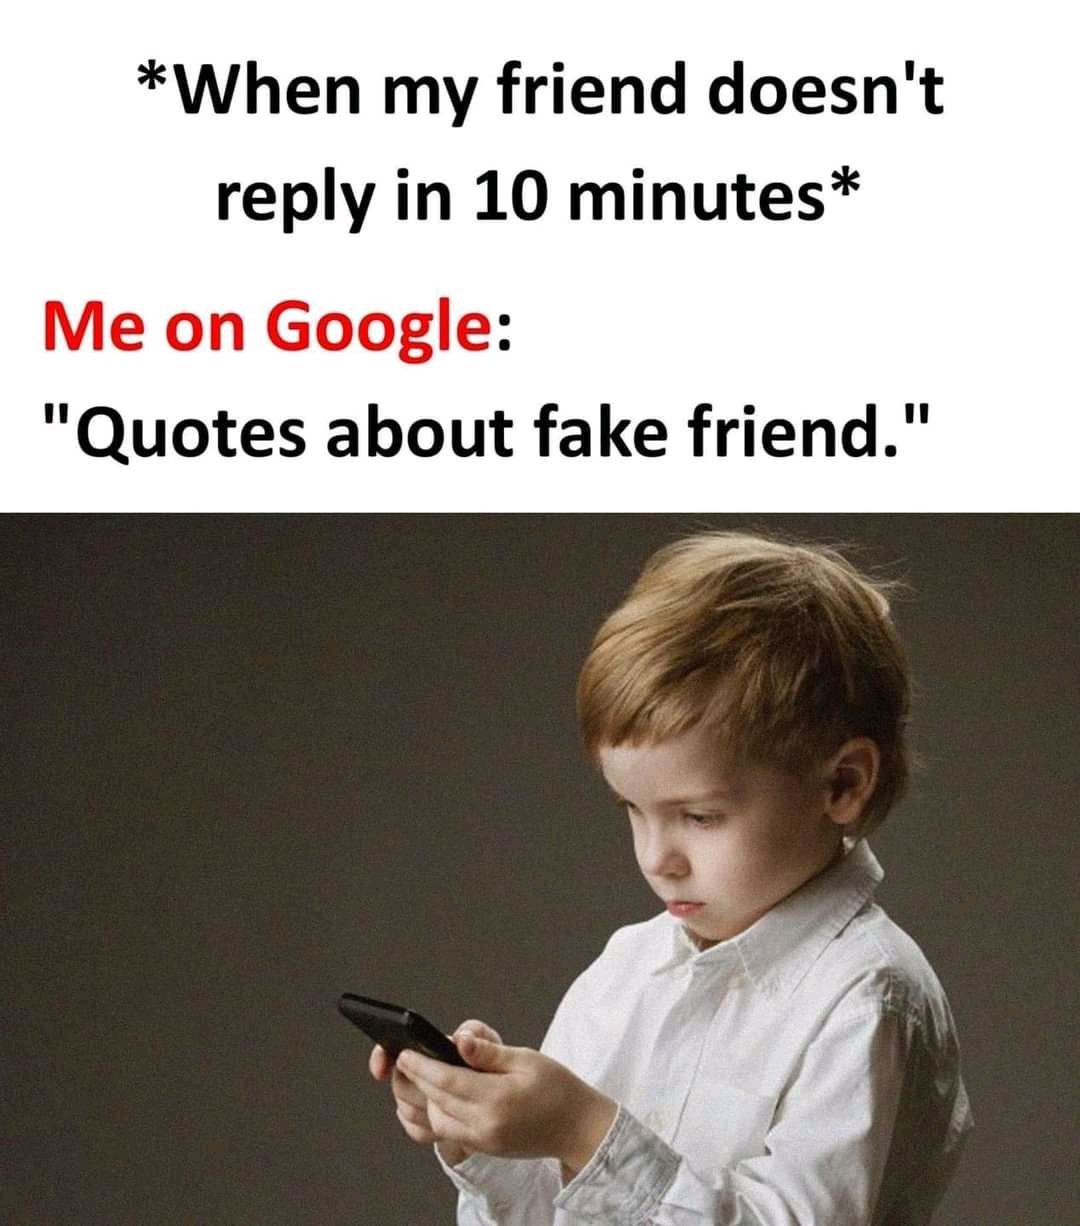 *When my friend doesn't
reply in 10 minutes*
Me on Google:
"Quotes about fake friend."